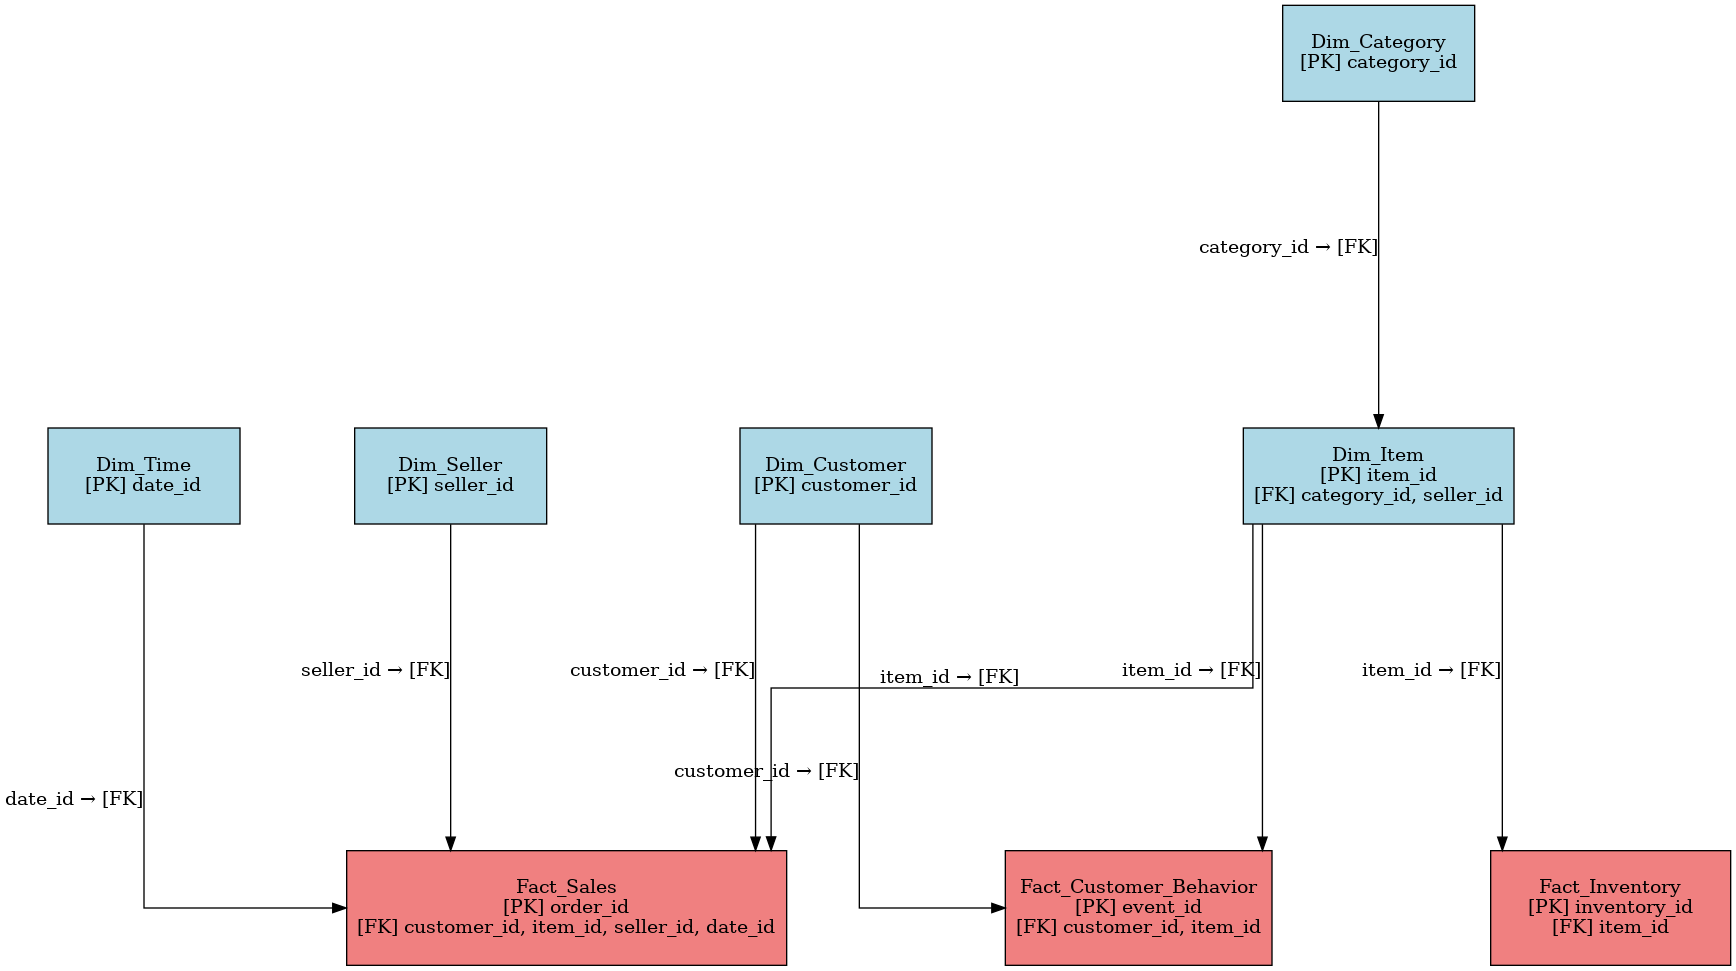 Dim_Category
[PK] category_id
category_id → [FK]
Dim_Time
[PK] date_id
Dim_Seller
[PK] seller_id
Dim_Customer
[PK] customer_id
Dim_Item
[PK] item_id
[FK] category_id, seller_id
seller_id → [FK]
customer_id → [FK]
item_id → [FK]
item_id → [FK]
item_id → [FK]
customer_id → [FK]
date_id → [FK]
Fact_Sales
[PK] order_id
[FK] customer_id, item_id, seller_id, date_id
Fact_Customer_Behavior
[PK] event_id
[FK] customer_id, item_id
Fact_Inventory
[PK] inventory_id
[FK] item_id